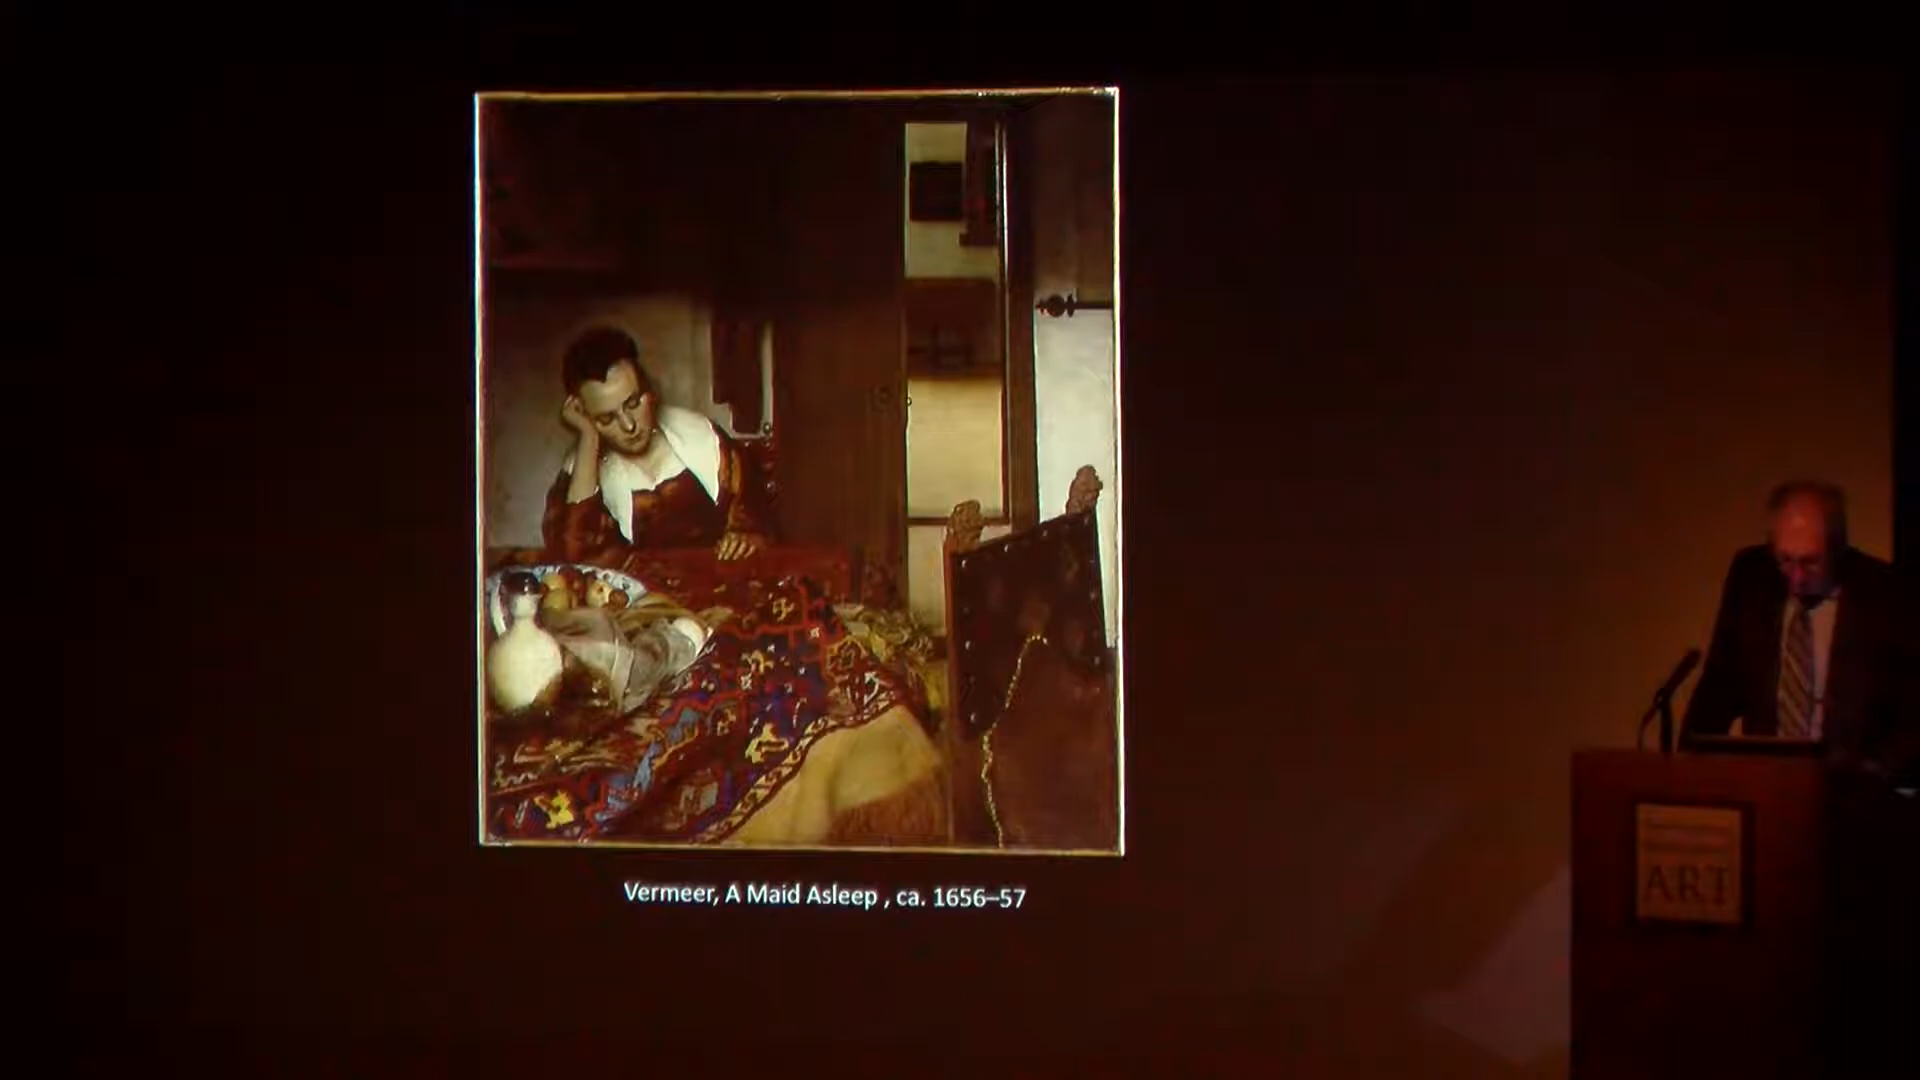 Vermeer, A Maid Asleep , ca. 1656–57
ART